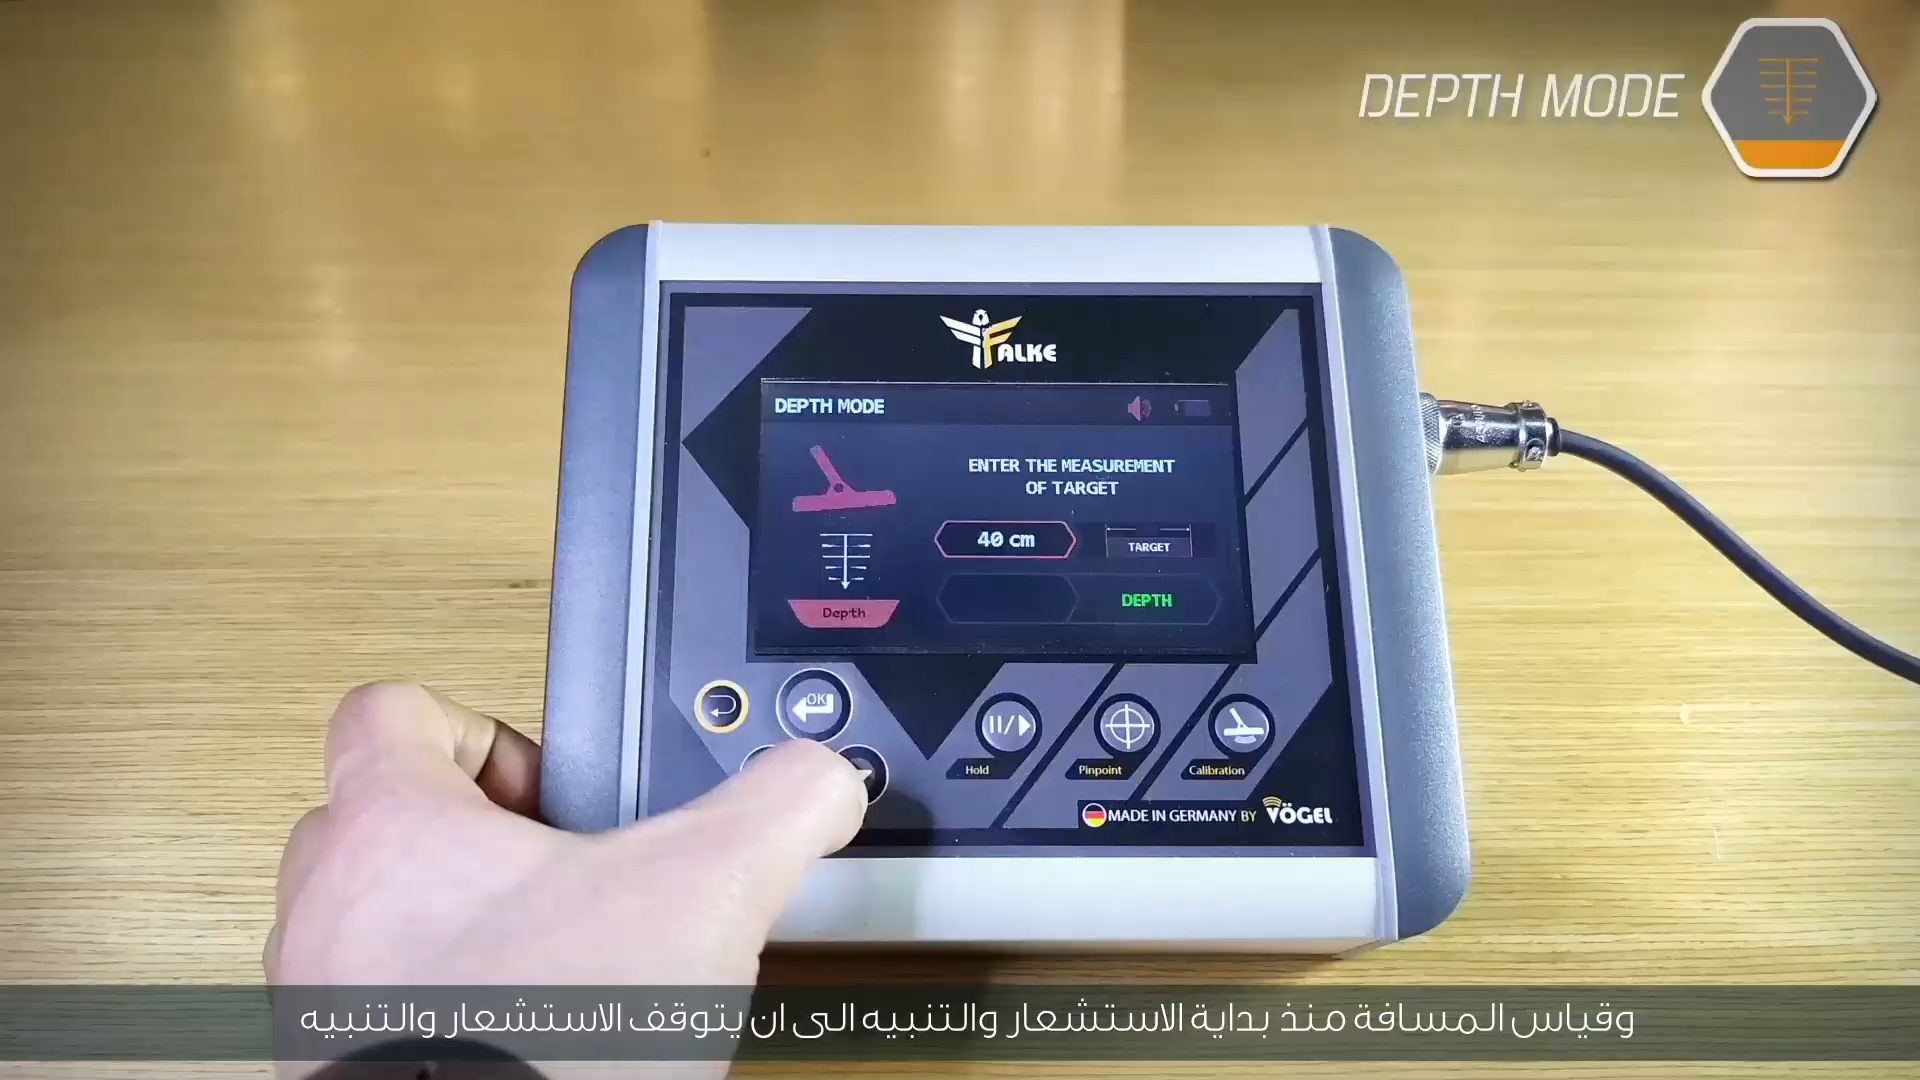 DEPTH MODE
FALKE
DEPTH MODE
ENTER THE MEASUREMENT
OF TARGET
40 cm
TARGET
DEPTH
Depth
OK
Hold
Pinpoint
Calibration
MADE IN GERMANY BY VÖGEL
وقياس المسافة منذ بداية الاستشعار والتنبيه الى ان يتوقف الاستشعار والتنبيه